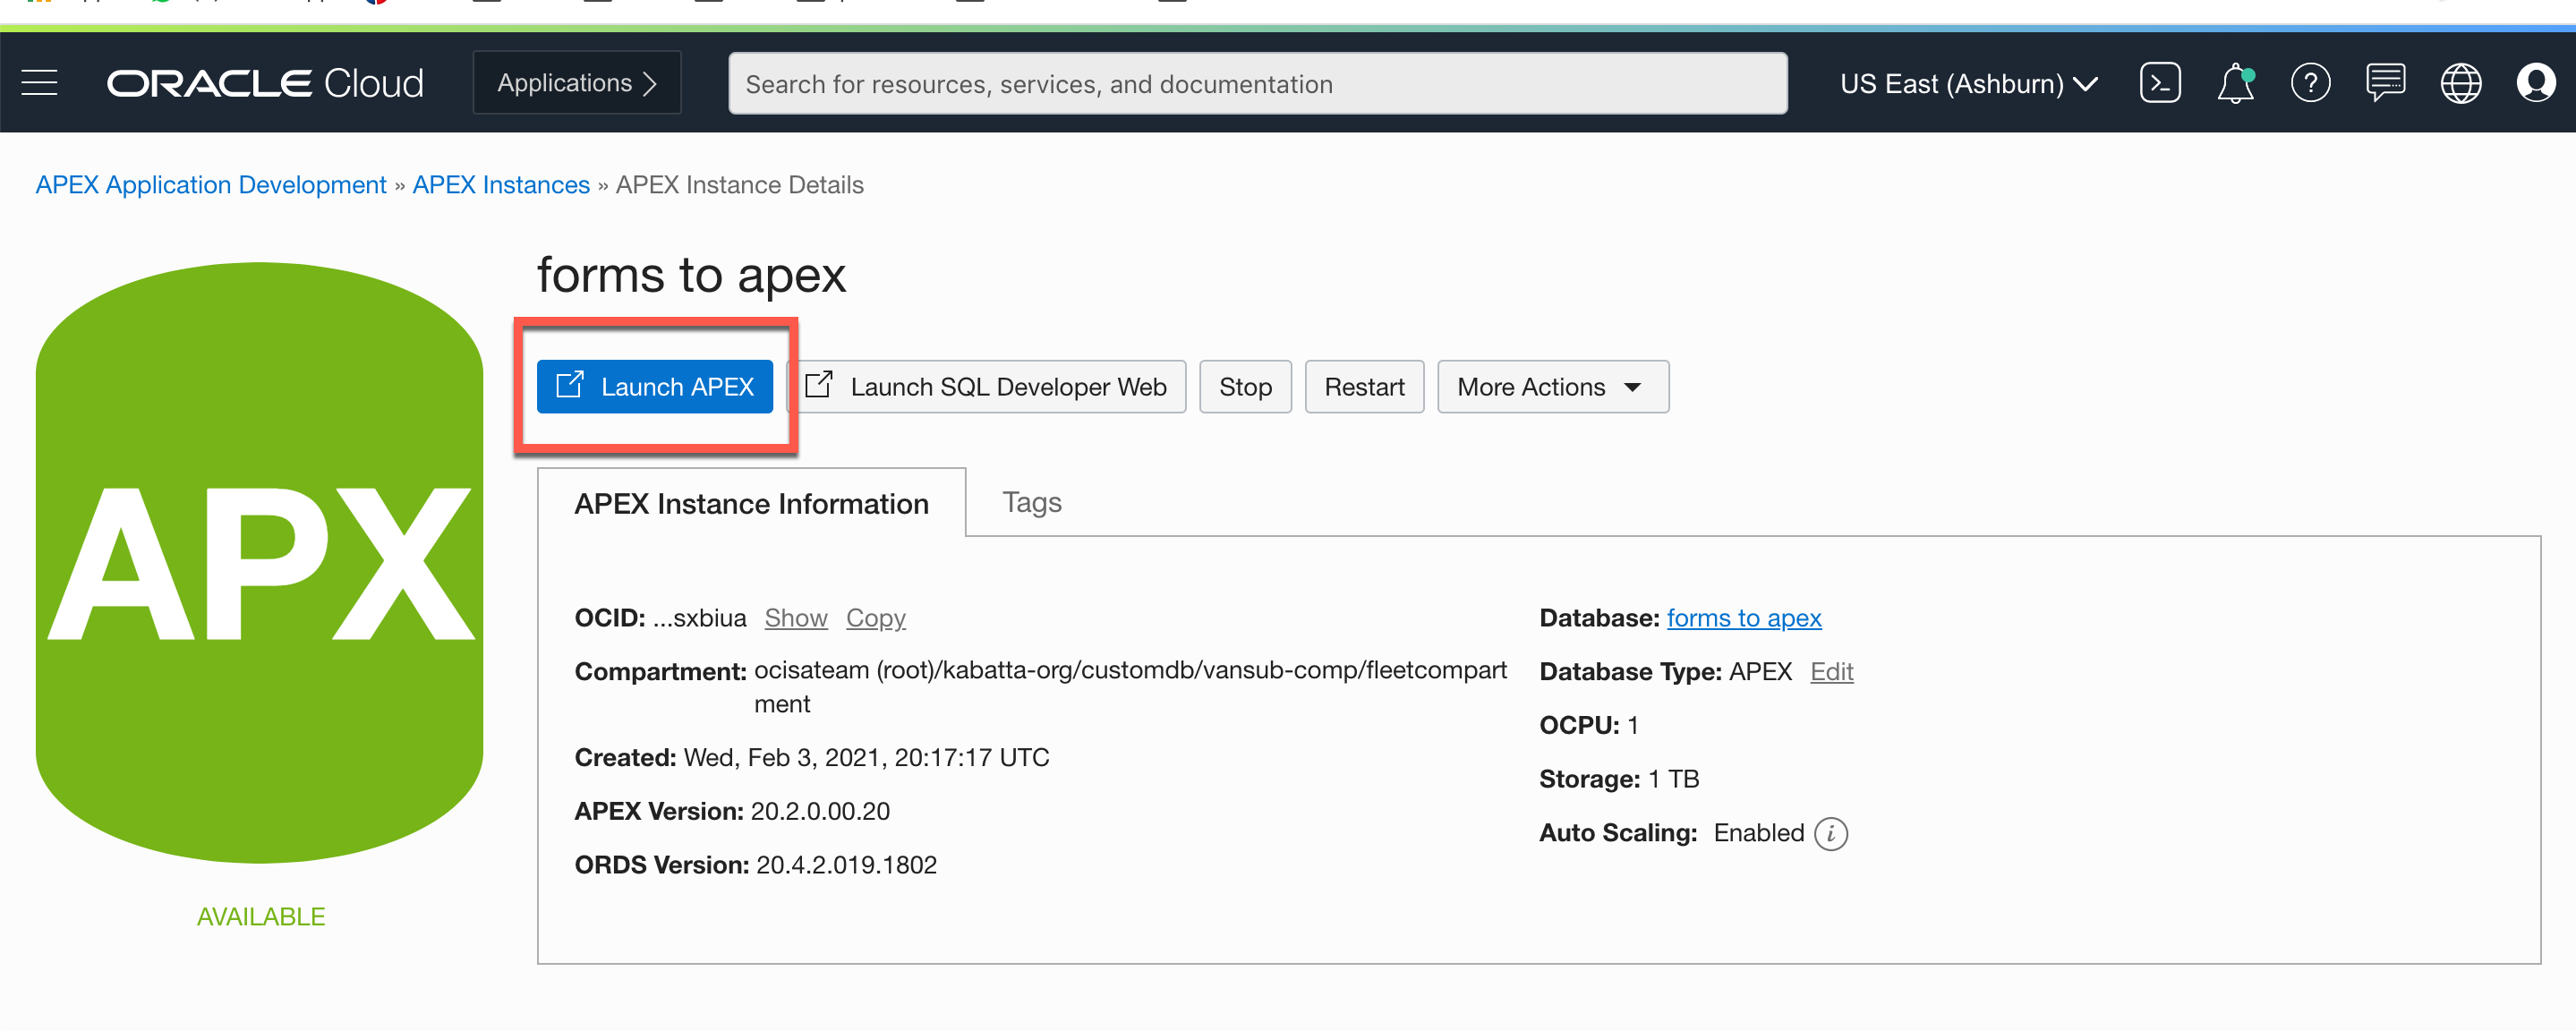 ORACLE Cloud
Applications
Search for resources, services, and documentation
US East (Ashburn)
APEX Application Development » APEX Instances » APEX Instance Details
forms to apex
Launch APEX
Launch SQL Developer Web
Stop
Restart
More Actions
APX
AVAILABLE
APEX Instance Information
Tags
OCID: ...sxbiua Show Copy
Compartment: ocisateam (root)/kabatta-org/customdb/vansub-comp/fleetcompart
ment
Created: Wed, Feb 3, 2021, 20:17:17 UTC
APEX Version: 20.2.0.00.20
ORDS Version: 20.4.2.019.1802
Database: forms to apex
Database Type: APEX Edit
OCPU: 1
Storage: 1 TB
Auto Scaling: Enabled